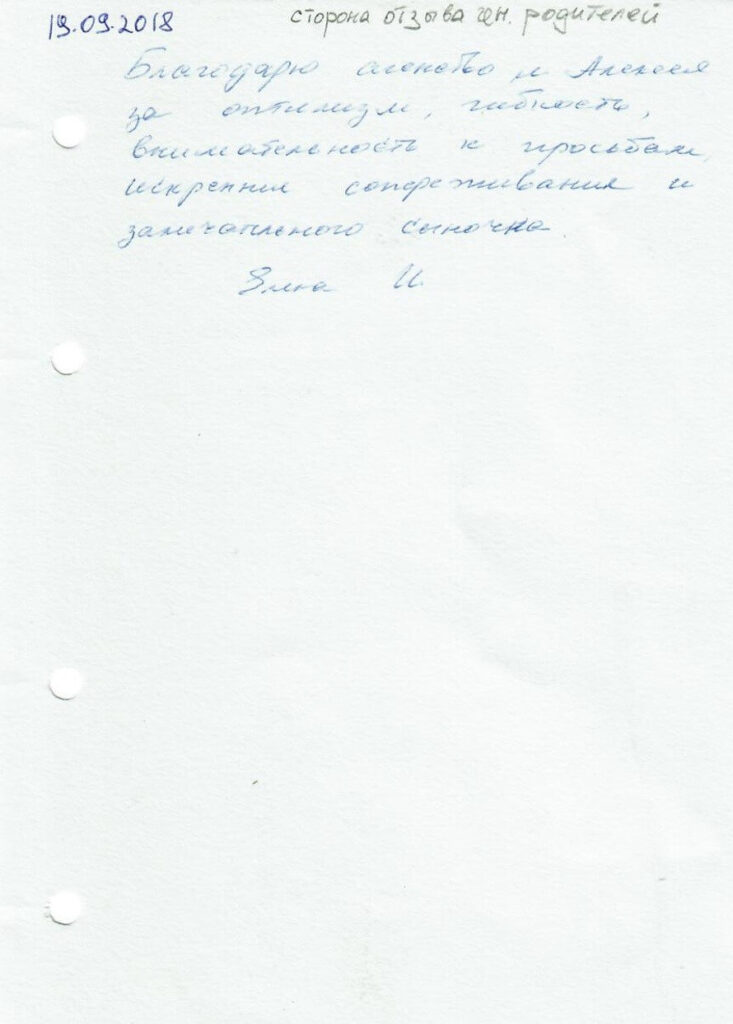 19.09.2018
сторона отзыва ген. родителей
Благодарю агенство и Алексея
за оптимизм, гибкость,
внимательность к просьбам,
искрении сопереживания и
замечательного сыночка.
Элина И.